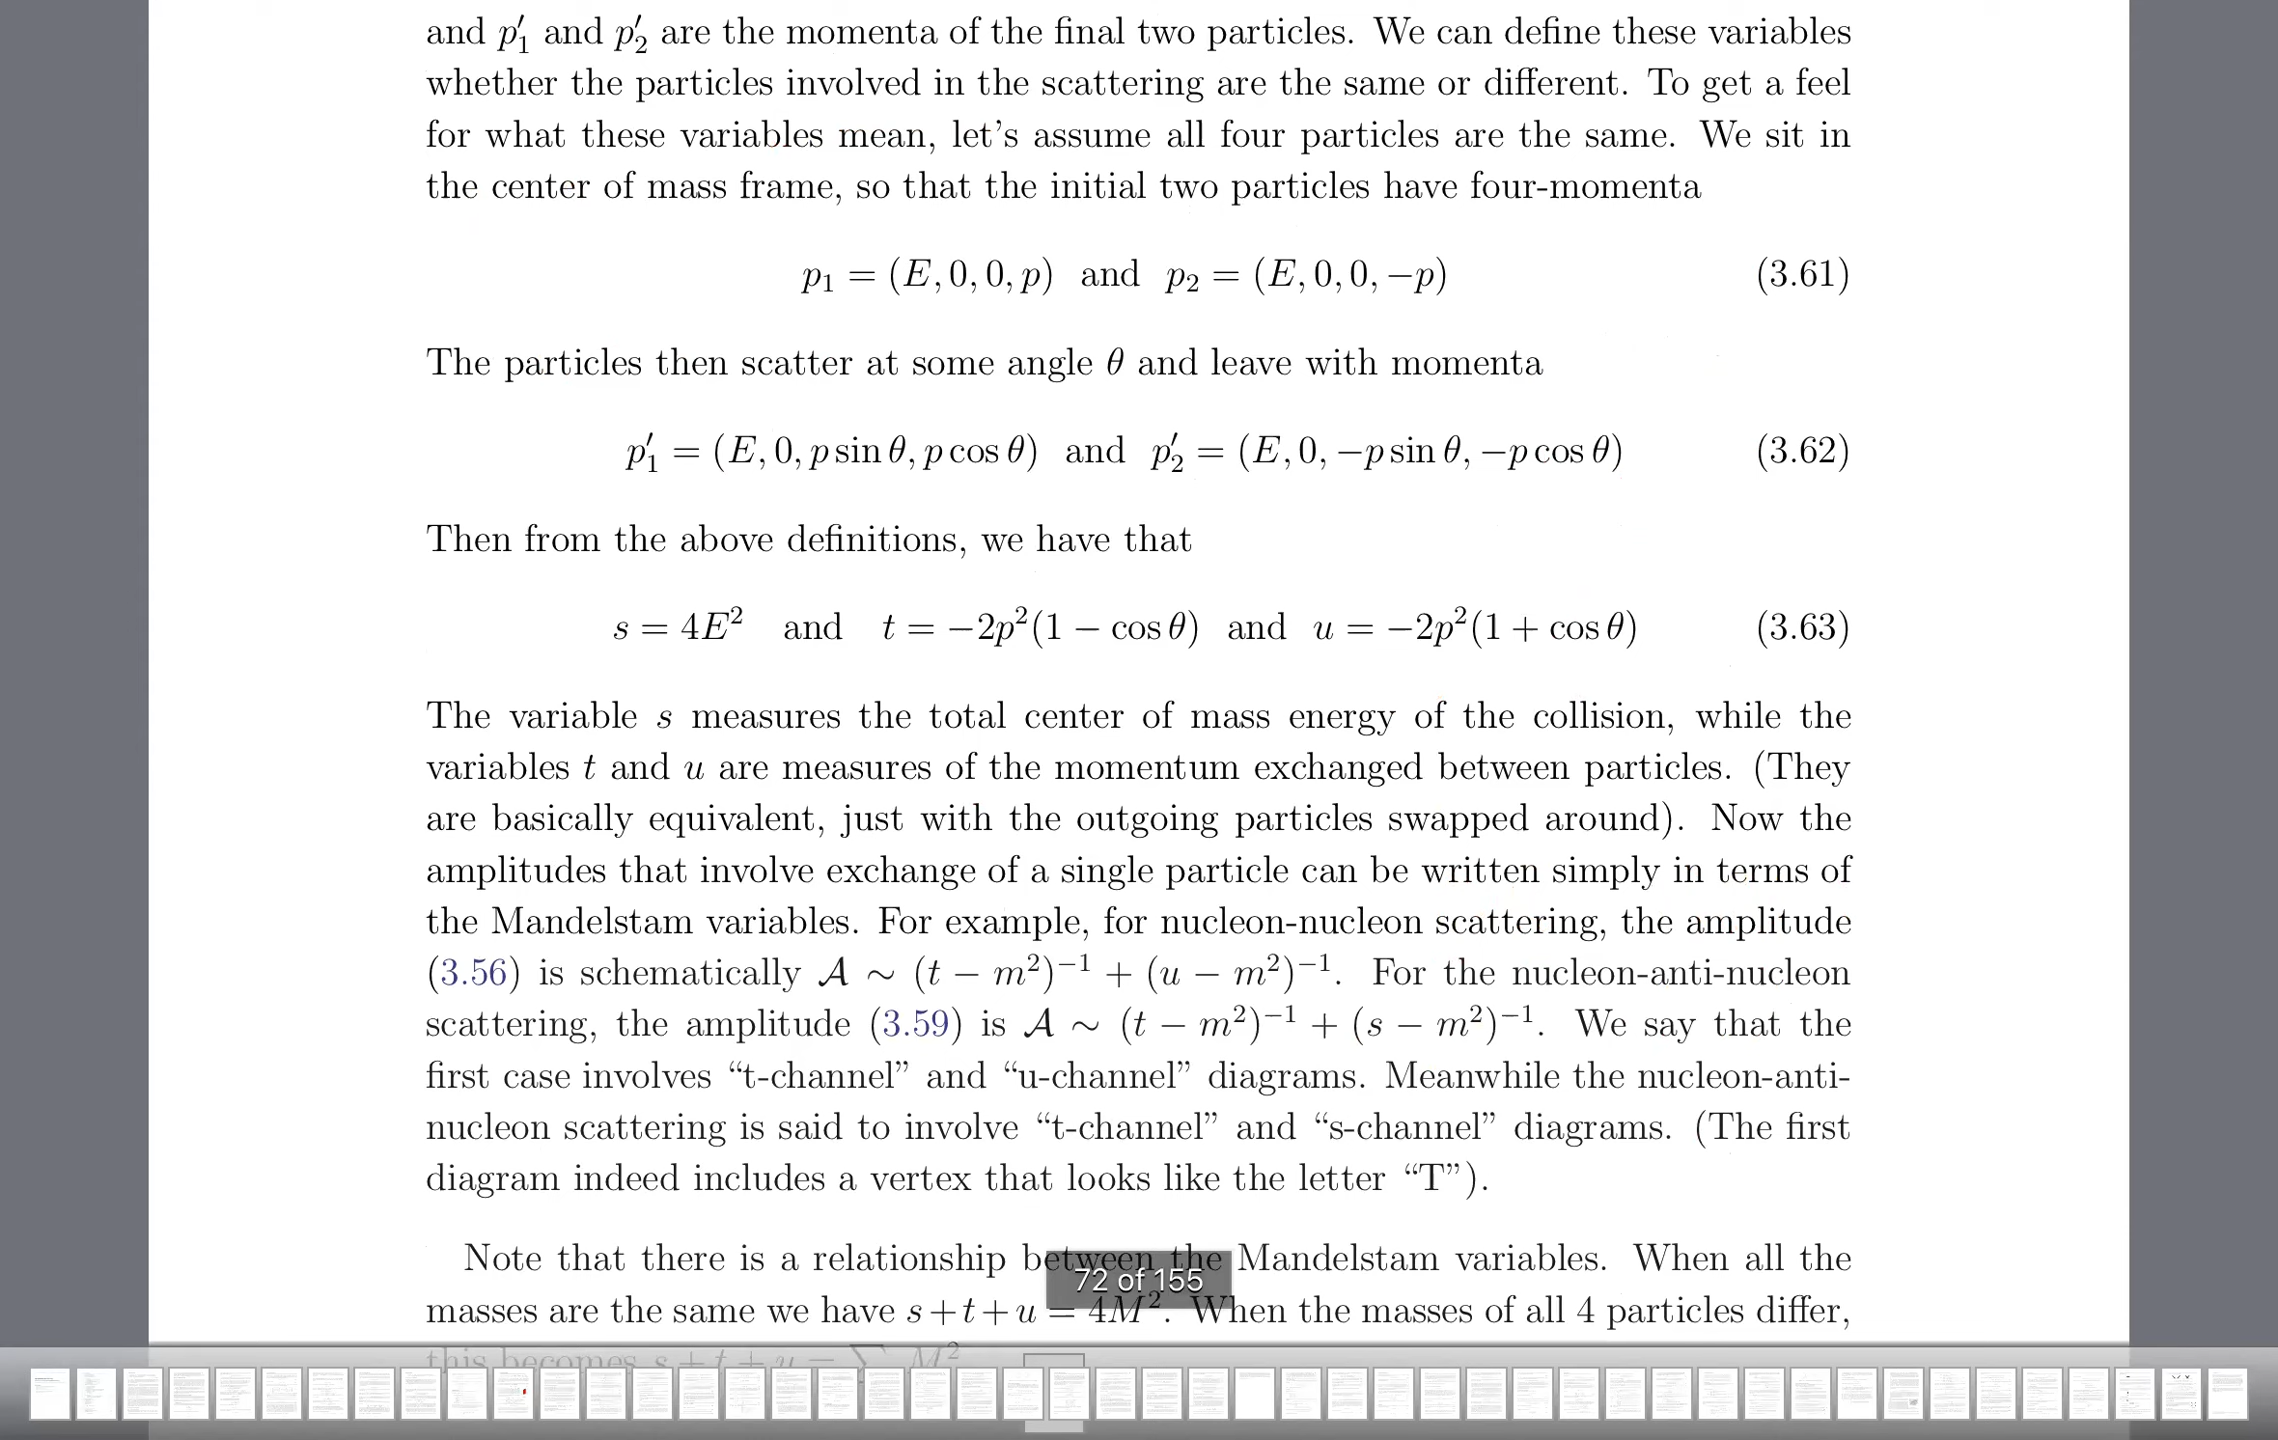 and p′₁ and p′₂ are the momenta of the final two particles. We can define these variables
whether the particles involved in the scattering are the same or different. To get a feel
for what these variables mean, let's assume all four particles are the same. We sit in
the center of mass frame, so that the initial two particles have four-momenta
p₁ = (E, 0, 0, p) and p₂ = (E, 0, 0, −p) (3.61)
The particles then scatter at some angle θ and leave with momenta
p′₁ = (E, 0, p sin θ, p cos θ) and p′₂ = (E, 0, −p sin θ, −p cos θ) (3.62)
Then from the above definitions, we have that
s = 4E² and t = −2p²(1 − cos θ) and u = −2p²(1 + cos θ) (3.63)
The variable s measures the total center of mass energy of the collision, while the
variables t and u are measures of the momentum exchanged between particles. (They
are basically equivalent, just with the outgoing particles swapped around). Now the
amplitudes that involve exchange of a single particle can be written simply in terms of
the Mandelstam variables. For example, for nucleon-nucleon scattering, the amplitude
(3.56) is schematically 𝒜 ∼ (t − m²)⁻¹ + (u − m²)⁻¹. For the nucleon-anti-nucleon
scattering, the amplitude (3.59) is 𝒜 ∼ (t − m²)⁻¹ + (s − m²)⁻¹. We say that the
first case involves “t-channel” and “u-channel” diagrams. Meanwhile the nucleon-anti-
nucleon scattering is said to involve “t-channel” and “s-channel” diagrams. (The first
diagram indeed includes a vertex that looks like the letter “T”).
Note that there is a relationship between the Mandelstam variables. When all the
72 of 155
masses are the same we have s+t+u = 4M². When the masses of all 4 particles differ,
this becomes s + t + u = ∑ M²